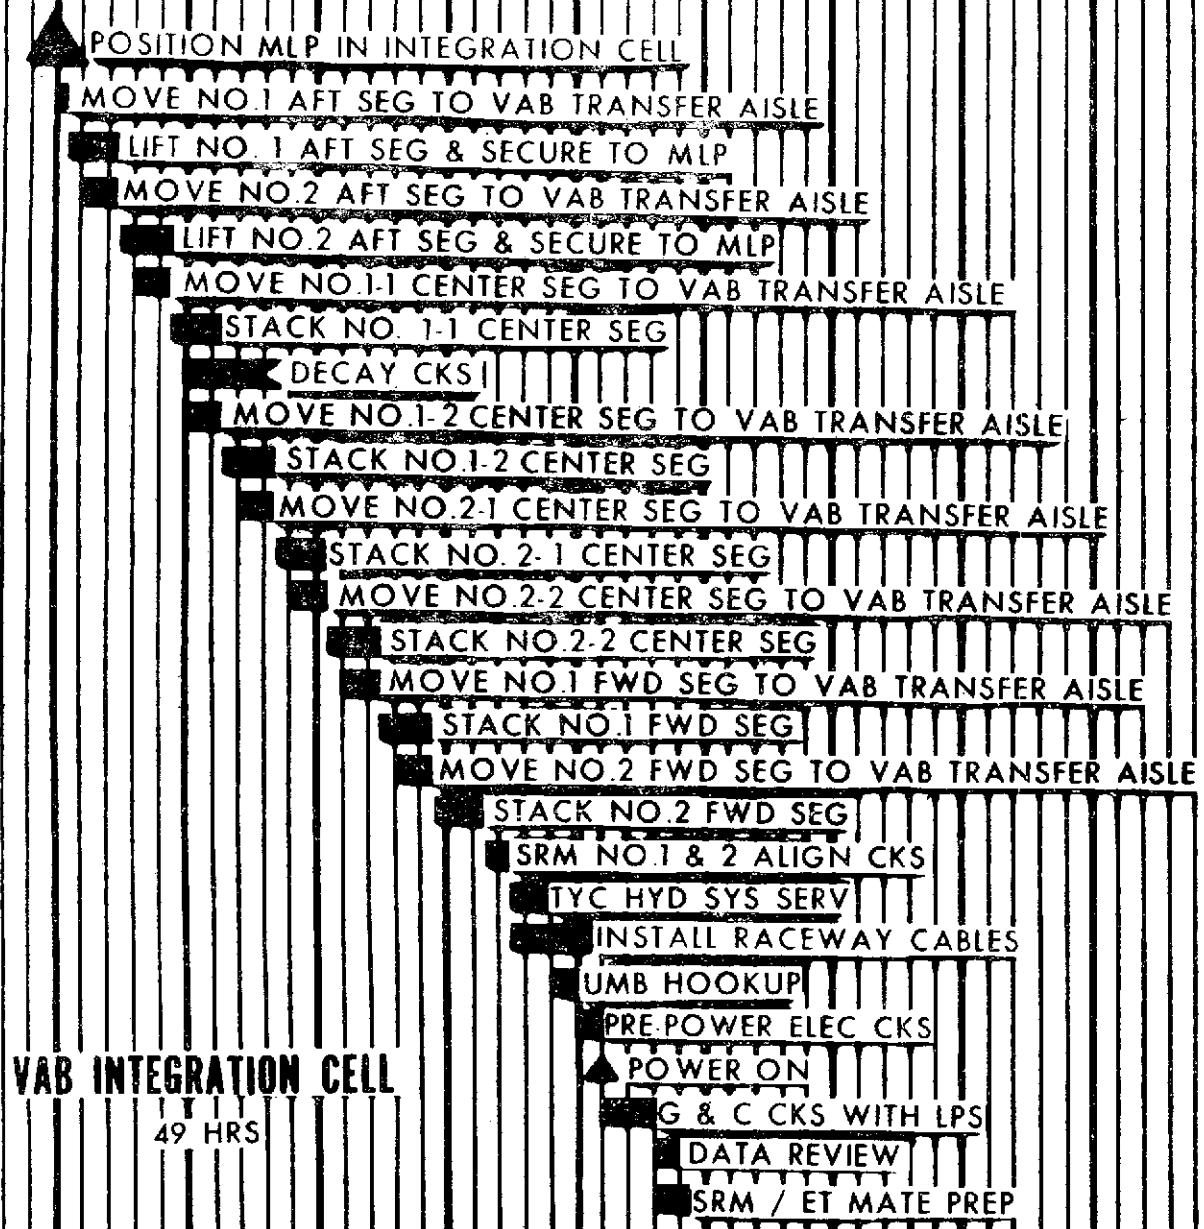 POSITION MLP IN INTEGRATION CELL
MOVE NO.1 AFT SEG TO VAB TRANSFER AISLE
LIFT NO. 1 AFT SEG & SECURE TO MLP
MOVE NO.2 AFT SEG TO VAB TRANSFER AISLE
LIFT NO.2 AFT SEG & SECURE TO MLP
MOVE NO.1-1 CENTER SEG TO VAB TRANSFER AISLE
STACK NO. 1-1 CENTER SEG
DECAY CKS
MOVE NO.1-2 CENTER SEG TO VAB TRANSFER AISLE
STACK NO.1-2 CENTER SEG
MOVE NO.2-1 CENTER SEG TO VAB TRANSFER AISLE
STACK NO. 2-1 CENTER SEG
MOVE NO.2-2 CENTER SEG TO VAB TRANSFER AISLE
STACK NO.2-2 CENTER SEG
MOVE NO.1 FWD SEG TO VAB TRANSFER AISLE
STACK NO.1 FWD SEG
MOVE NO.2 FWD SEG TO VAB TRANSFER AISLE
STACK NO.2 FWD SEG
SRM NO.1 & 2 ALIGN CKS
TYC HYD SYS SERV
INSTALL RACEWAY CABLES
UMB HOOKUP
PRE-POWER ELEC CKS
POWER ON
VAB INTEGRATION CELL
G & C CKS WITH LPS
49 HRS
DATA REVIEW
SRM / ET MATE PREP